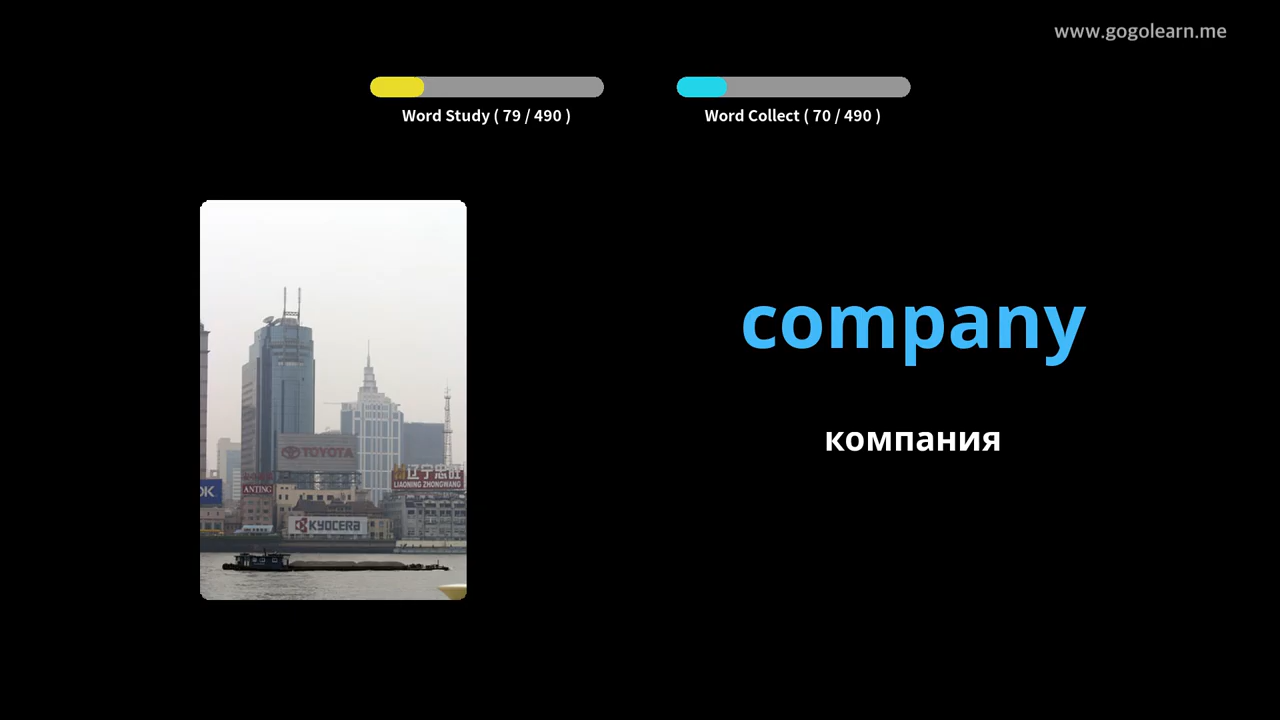 www.gogolearn.me
Word Study ( 79 / 490 )
Word Collect ( 70 / 490 )
company
компания
TOYOTA
辽宁忠旺
LIAONING ZHONGWANG
OK
ANTING
KYOCERA